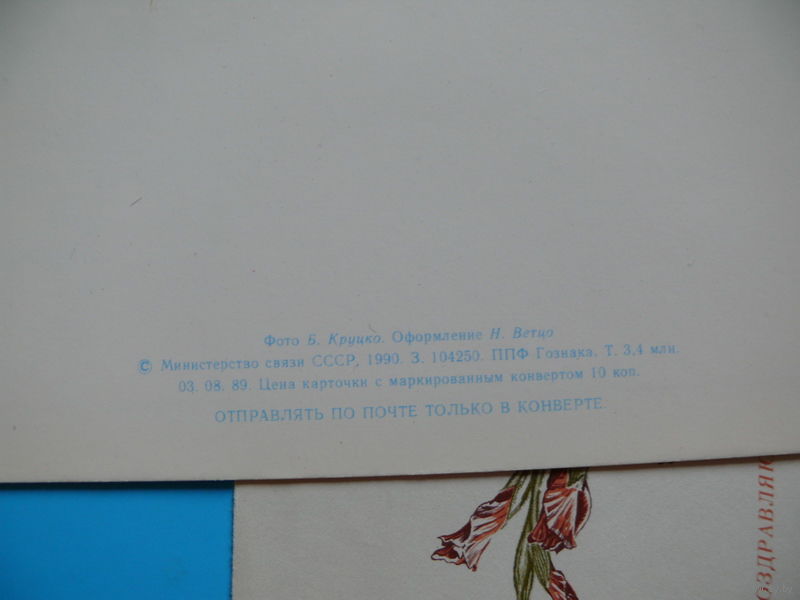 Фото Б. Круцко. Оформление Н. Ветцо
© Министерство связи СССР, 1990. З. 104250. ППФ Гознака. Т. 3,4 млн.
03. 08. 89. Цена карточки с маркированным конвертом 10 коп.
ОТПРАВЛЯТЬ ПО ПОЧТЕ ТОЛЬКО В КОНВЕРТЕ.
ОЗДРАВЛЯЮ